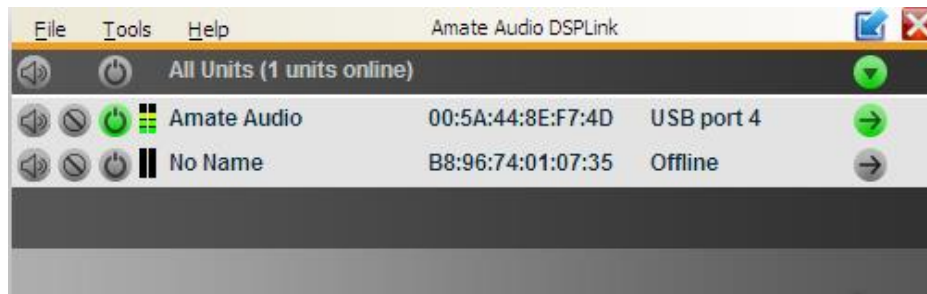 File Tools Help Amate Audio DSPLink
All Units (1 units online)
Amate Audio 00:5A:44:8E:F7:4D USB port 4
No Name B8:96:74:01:07:35 Offline